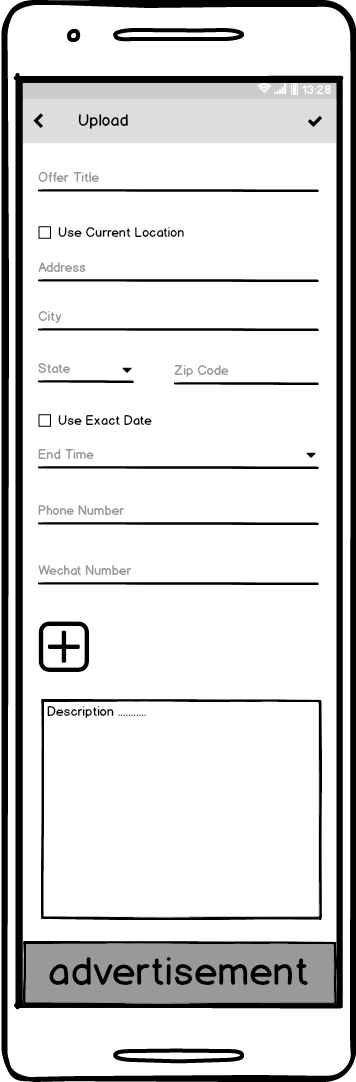 13:28
Upload
Offer Title
Use Current Location
Address
City
State Zip Code
Use Exact Date
End Time
Phone Number
Wechat Number
Description ...........
advertisement